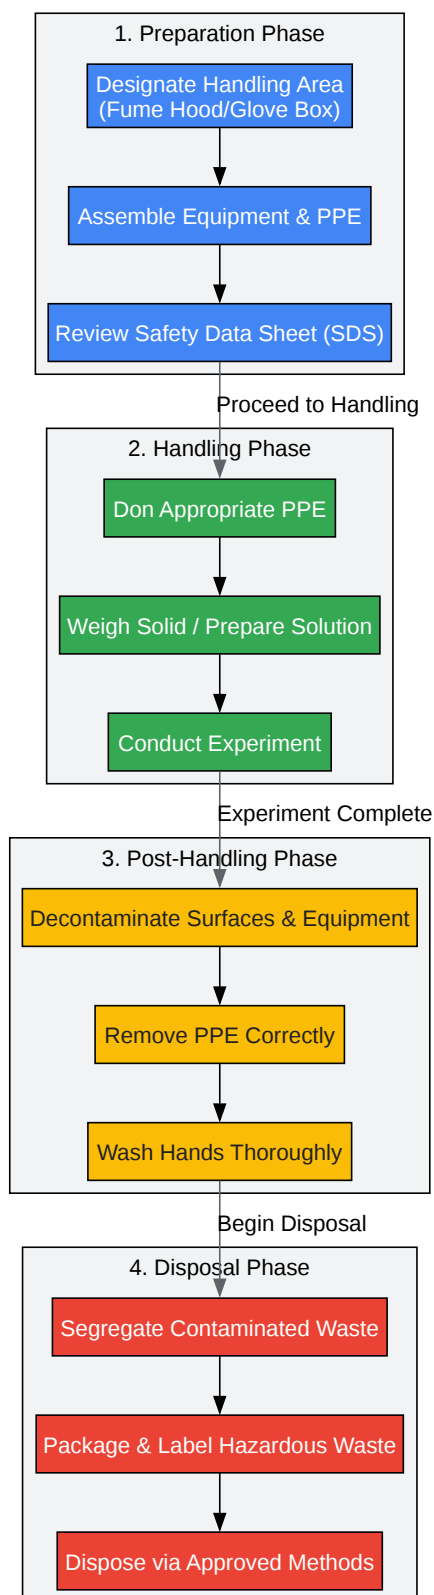 1. Preparation Phase
Designate Handling Area
(Fume Hood/Glove Box)
Assemble Equipment & PPE
Review Safety Data Sheet (SDS)
Proceed to Handling
2. Handling Phase
Don Appropriate PPE
Weigh Solid / Prepare Solution
Conduct Experiment
Experiment Complete
3. Post-Handling Phase
Decontaminate Surfaces & Equipment
Remove PPE Correctly
Wash Hands Thoroughly
Begin Disposal
4. Disposal Phase
Segregate Contaminated Waste
Package & Label Hazardous Waste
Dispose via Approved Methods